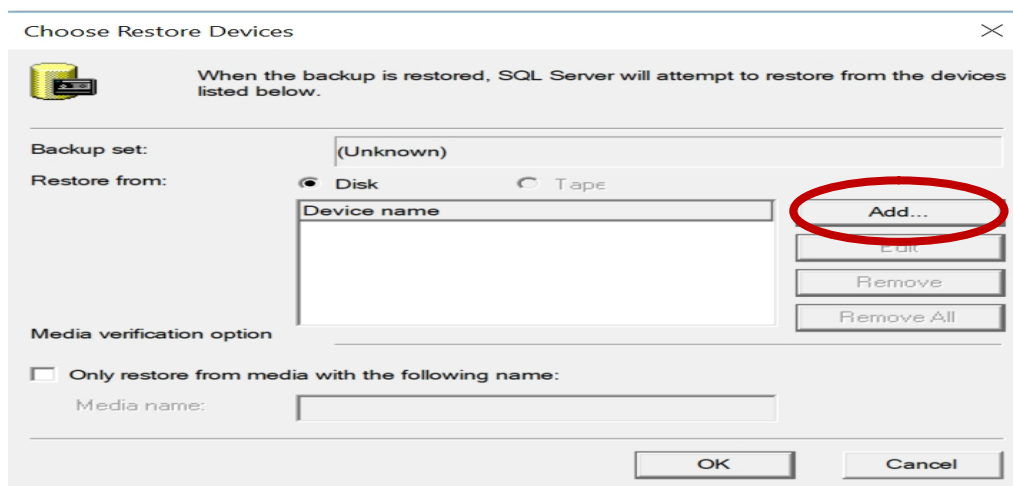 Choose Restore Devices
When the backup is restored, SQL Server will attempt to restore from the devices
listed below.
Backup set:
(Unknown)
Restore from:
Disk
Tape
Device name
Add...
Edit
Remove
Remove All
Media verification option
Only restore from media with the following name:
Media name:
OK
Cancel